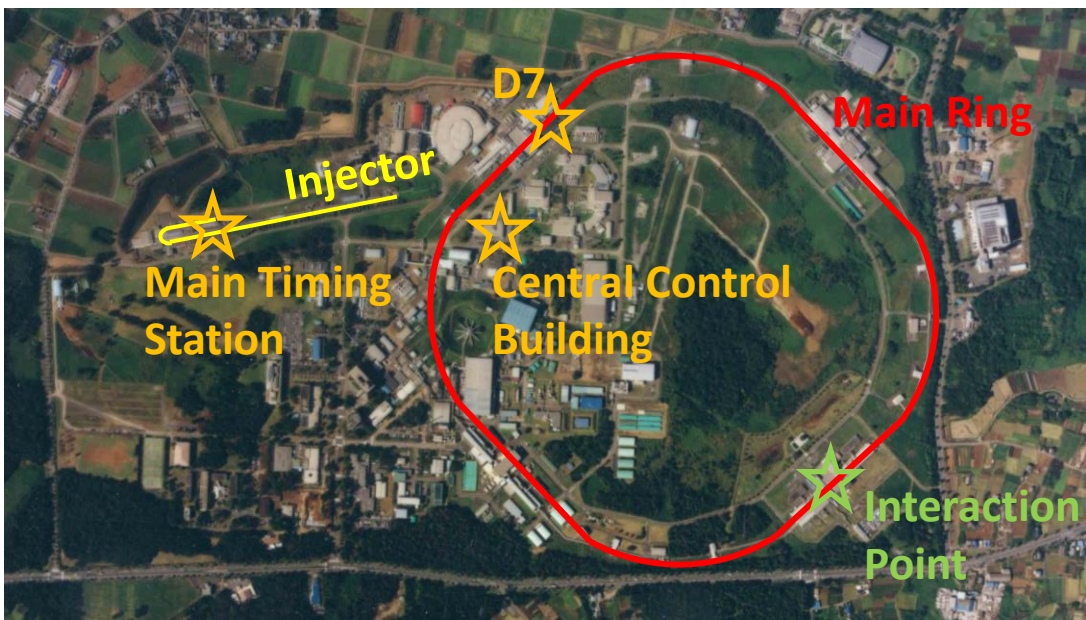 D7
Main Ring
Injector
Main Timing
Station
Central Control
Building
Interaction
Point